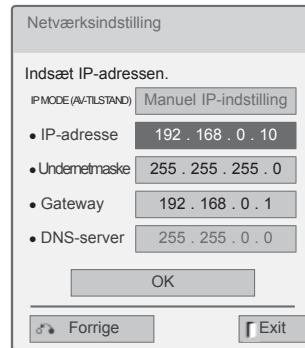 Netværksindstilling
Indsæt IP-adressen.
IP MODE (AV-TILSTAND) Manuel IP-indstilling
• IP-adresse 192 . 168 . 0 . 10
• Undernetmaske 255 . 255 . 255 . 0
• Gateway 192 . 168 . 0 . 1
• DNS-server 255 . 255 . 0 . 0
OK
Forrige Exit